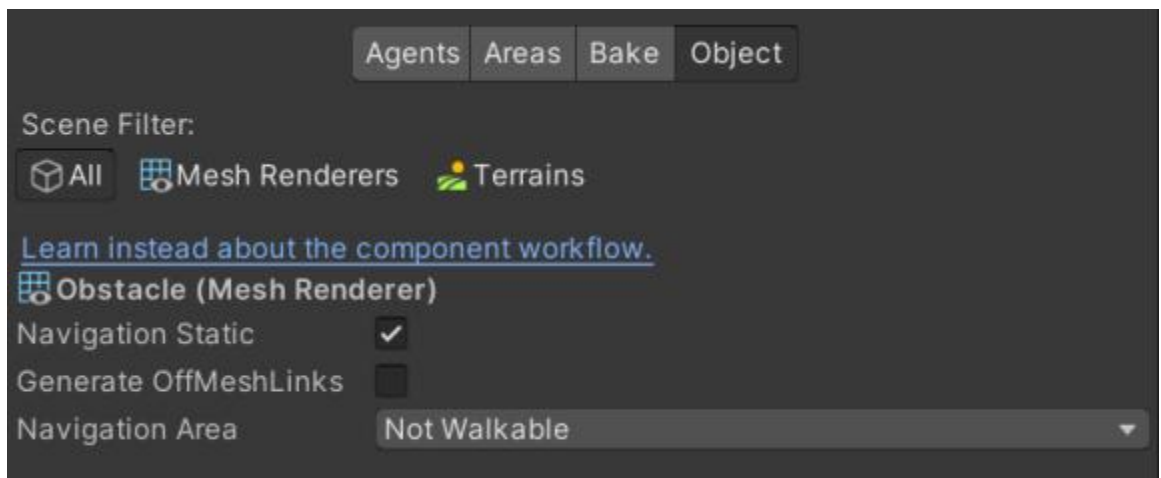 Agents Areas Bake Object
Scene Filter:
All Mesh Renderers Terrains
Learn instead about the component workflow.
Obstacle (Mesh Renderer)
Navigation Static
Generate OffMeshLinks
Navigation Area Not Walkable